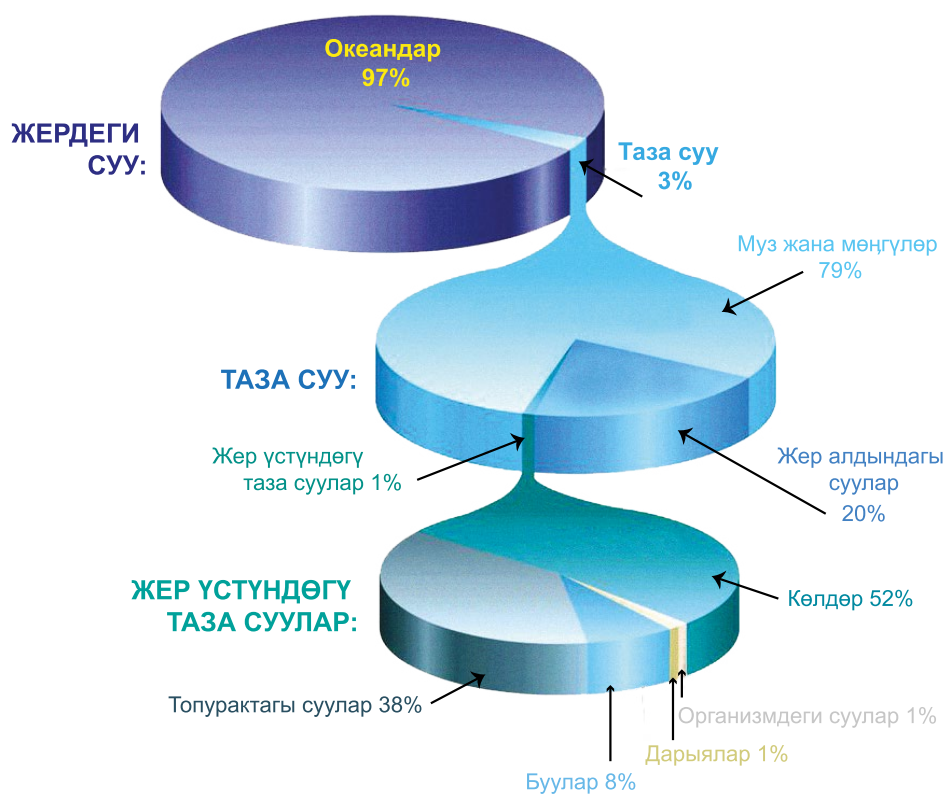 Океандар
97%
ЖЕРДЕГИ
СУУ:
Таза суу
3%
Муз жана мөңгүлөр
79%
ТАЗА СУУ:
Жер үстүндөгү
таза суулар 1%
Жер алдындагы
суулар
20%
ЖЕР ҮСТҮНДӨГҮ
ТАЗА СУУЛАР:
Көлдөр 52%
Топурактагы суулар 38%
Организмдеги суулар 1%
Дарыялар 1%
Буулар 8%